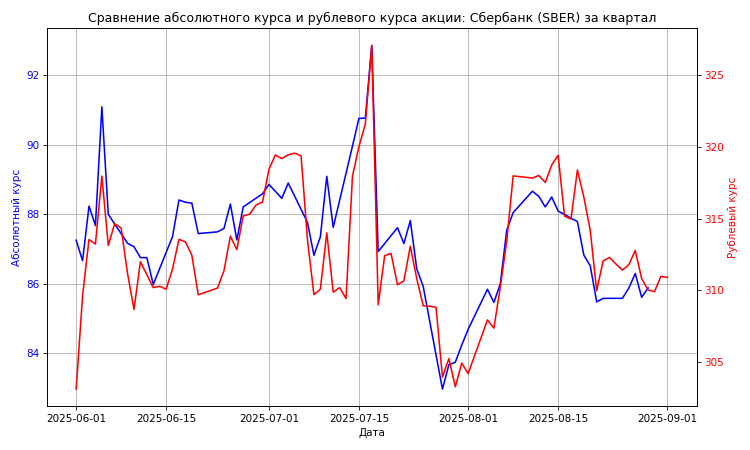 Сравнение абсолютного курса и рублевого курса акции: Сбербанк (SBER) за квартал
Абсолютный курс
92
90
88
86
84
325
320
315
310
305
Рублевый курс
2025-06-01 2025-06-15 2025-07-01 2025-07-15 2025-08-01 2025-08-15 2025-09-01
Дата